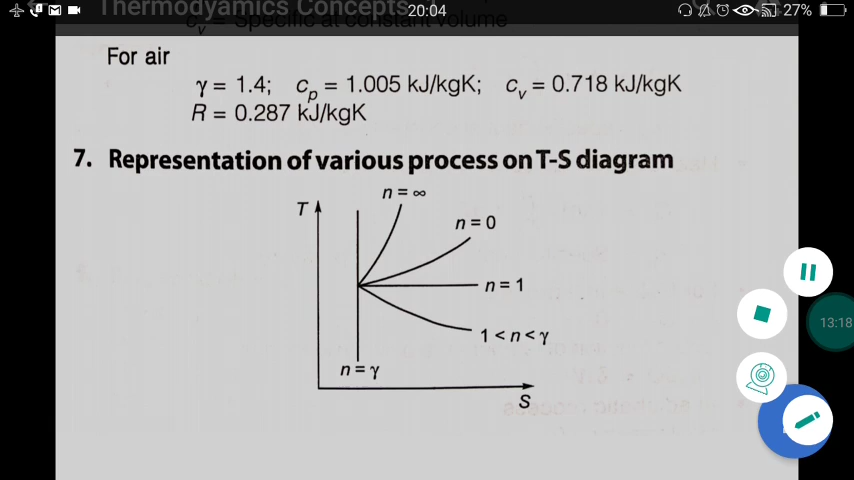 Thermodyamics Concepts
20:04
27%
c_v = Specific at constant volume
For air
γ = 1.4; c_p = 1.005 kJ/kgK; c_v = 0.718 kJ/kgK
R = 0.287 kJ/kgK
7. Representation of various process on T-S diagram
n = ∞
T
n = 0
n = 1
13:18
1 < n < γ
n = γ
S